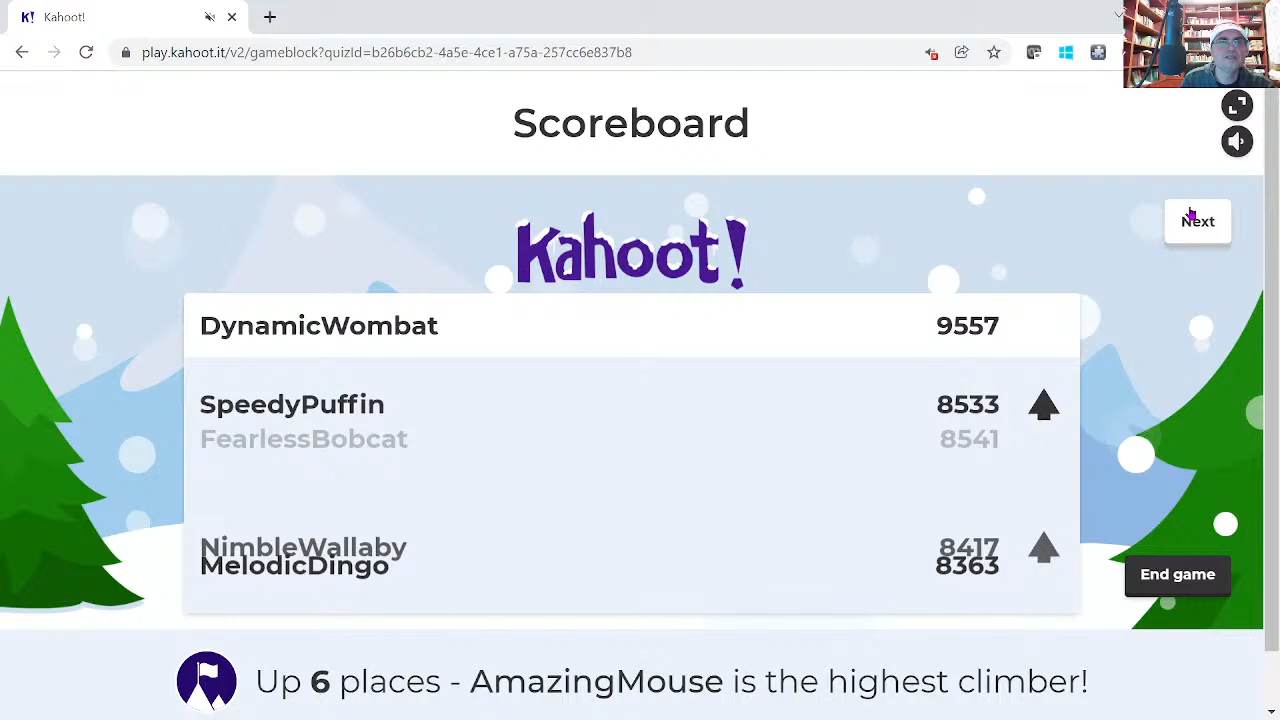 K! Kahoot!
play.kahoot.it/v2/gameblock?quizId=b26b6cb2-4a5e-4ced-a75a-257cc6e837b8
Scoreboard
Next
Kahoot!
DynamicWombat 9557
SpeedyPuffin 8533
FearlessBobcat 8541
NimbleWallaby 8417
MelodicDingo 8363
End game
Up 6 places - AmazingMouse is the highest climber!